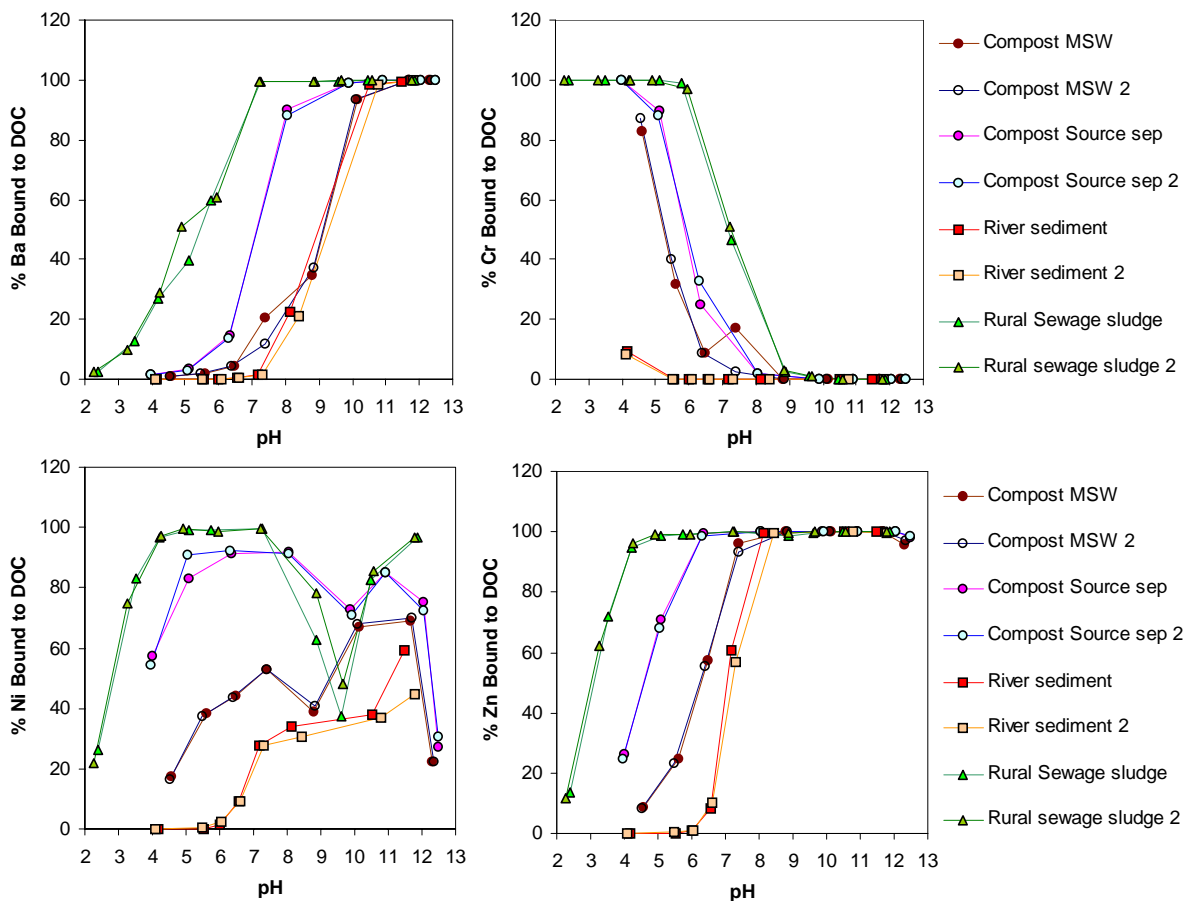 % Ba Bound to DOC
120
100
80
60
40
20
0
2 3 4 5 6 7 8 9 10 11 12 13
pH
% Cr Bound to DOC
120
100
80
60
40
20
0
2 3 4 5 6 7 8 9 10 11 12 13
pH
Compost MSW
Compost MSW 2
Compost Source sep
Compost Source sep 2
River sediment
River sediment 2
Rural Sewage sludge
Rural sewage sludge 2
% Ni Bound to DOC
120
100
80
60
40
20
0
2 3 4 5 6 7 8 9 10 11 12 13
pH
% Zn Bound to DOC
120
100
80
60
40
20
0
2 3 4 5 6 7 8 9 10 11 12 13
pH
Compost MSW
Compost MSW 2
Compost Source sep
Compost Source sep 2
River sediment
River sediment 2
Rural Sewage sludge
Rural sewage sludge 2